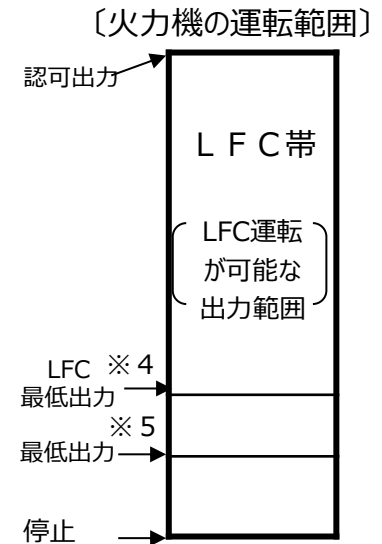 〔火力機の運転範囲〕
認可出力
ＬＦＣ帯
LFC運転
が可能な
出力範囲
LFC ※４
最低出力
※５
最低出力
停止